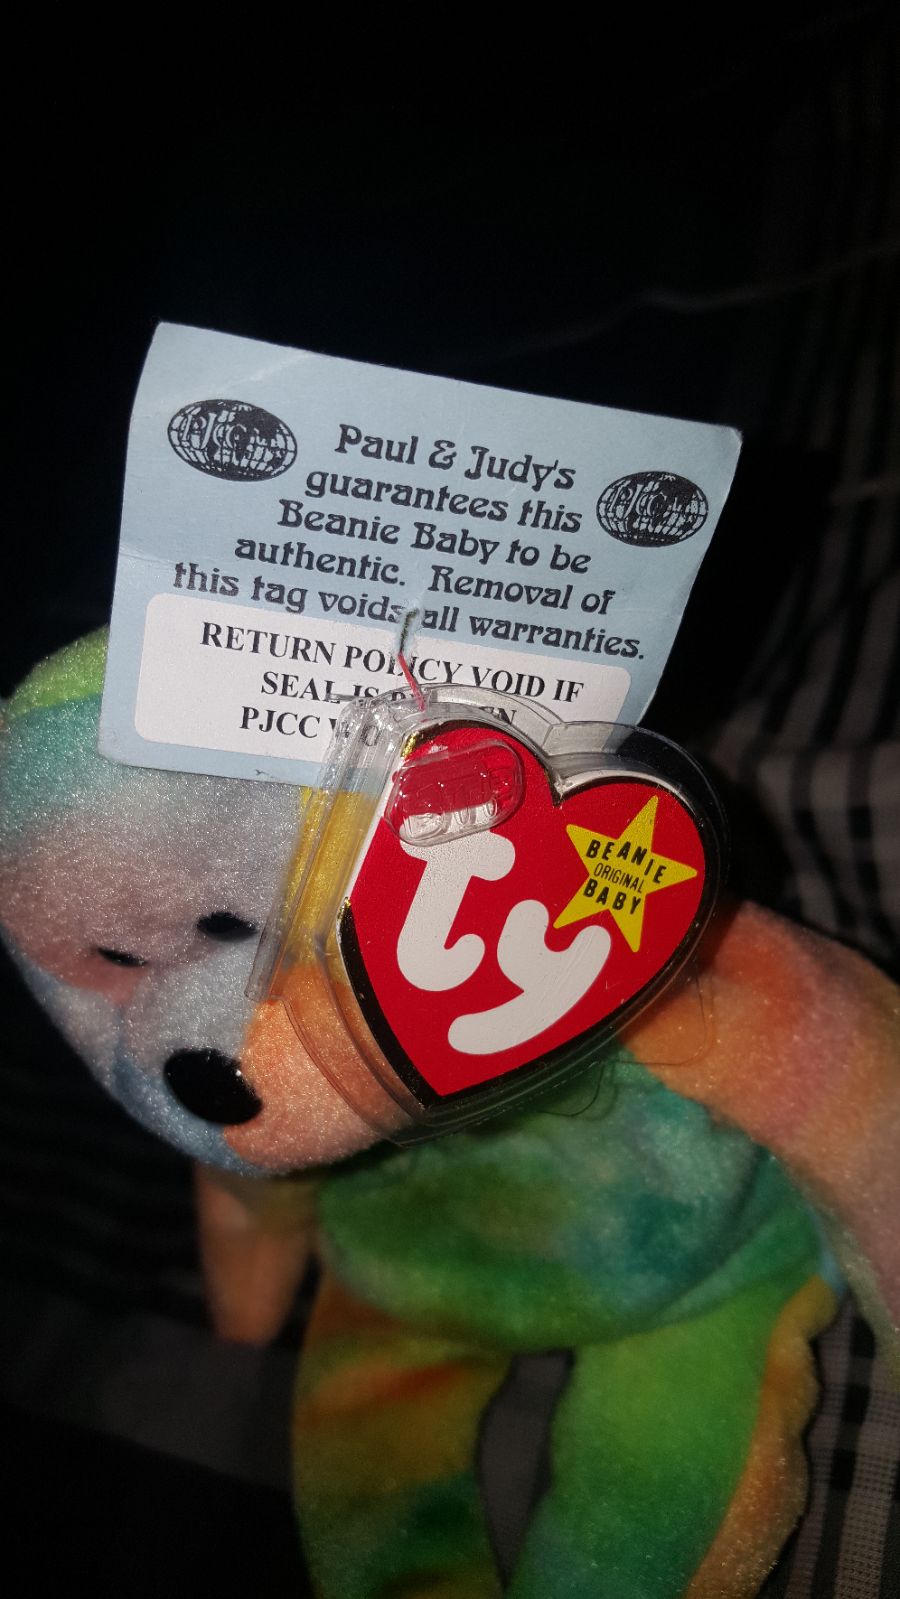 PJCC
PJCC
Paul & Judy's
guarantees this
Beanie Baby to be
authentic. Removal of
this tag voids all warranties.
RETURN POLICY VOID IF
SEAL IS
PJCC
ty
BEANIE
ORIGINAL
BABY